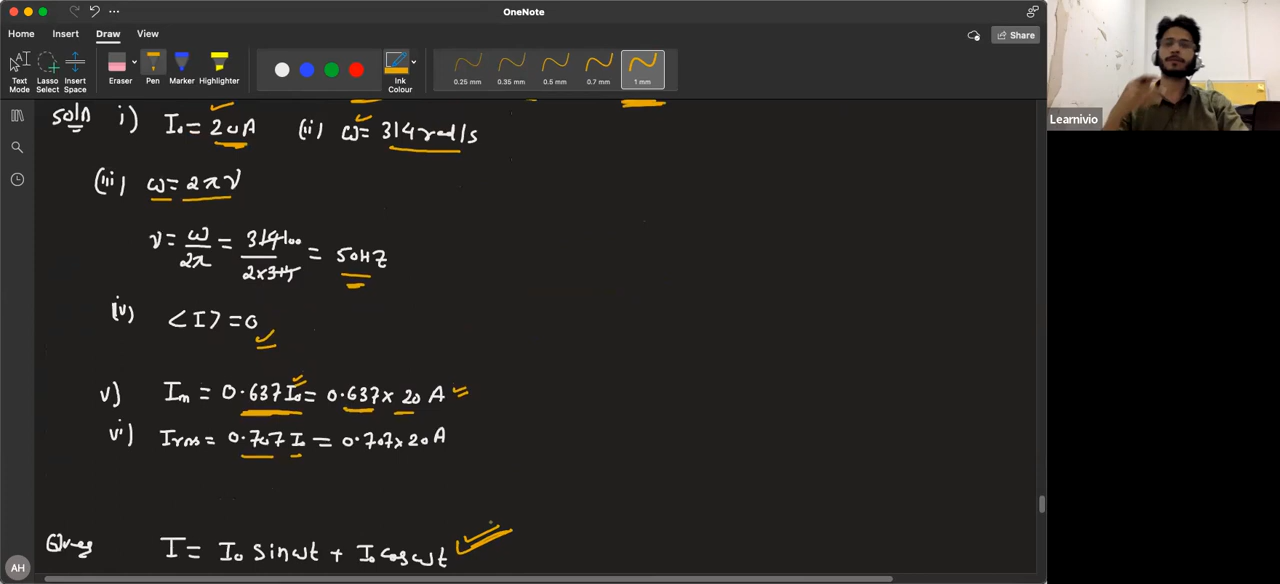 OneNote
Home Insert Draw View
Share
Text Mode
Lasso Select
Insert Space
Eraser
Pen
Marker
Highlighter
Ink Colour
0.25 mm
0.35 mm
0.5 mm
0.7 mm
1 mm
Learnivio
Soln i) I₀ = 20A (ii) ω = 314 rad/s
(iii) ω = 2πν
ν = ω/2π = 314100/2×3.14 = 50HZ
iv) <I> = 0
v) Im = 0.637 I₀ = 0.637 × 20 A
vi) Irms = 0.707 I₀ = 0.707 × 20 A
I = I₀ sinωt + I₀ cosωt
AH